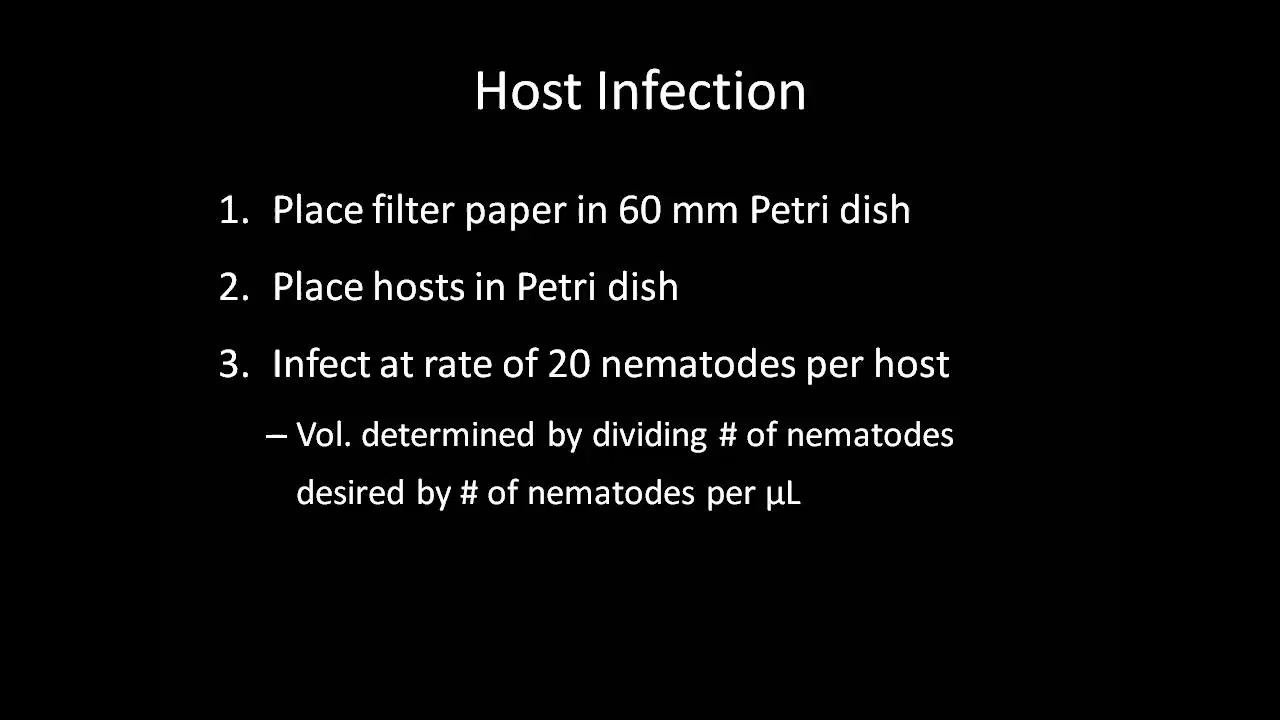 Host Infection
1. Place filter paper in 60 mm Petri dish
2. Place hosts in Petri dish
3. Infect at rate of 20 nematodes per host
– Vol. determined by dividing # of nematodes
desired by # of nematodes per µL